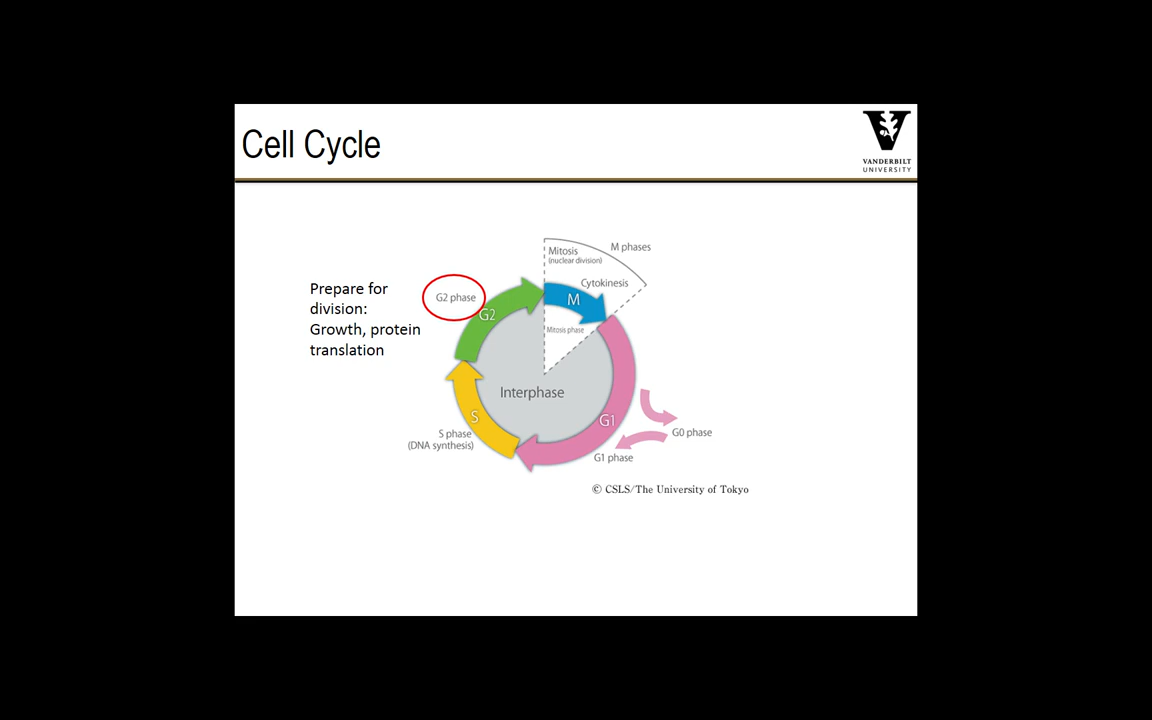 Cell Cycle
VANDERBILT
UNIVERSITY
Mitosis
(nuclear division)
M phases
Cytokinesis
Prepare for
division:
Growth, protein
translation
G2 phase
G2
M
Mitosis phase
Interphase
S
S phase
(DNA synthesis)
G1
G1 phase
G0 phase
© CSLS/The University of Tokyo